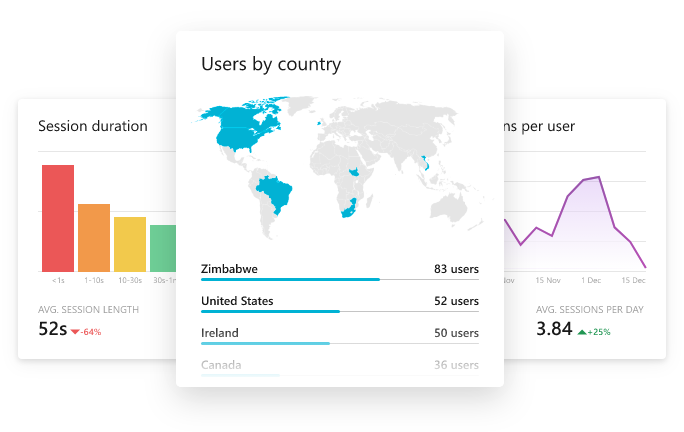 Users by country
Session duration
ns per user
<1s 1-10s 10-30s 30s-1
15 Nov 1 Dec 15 Dec
Zimbabwe 83 users
United States 52 users
Ireland 50 users
Canada 36 users
AVG. SESSION LENGTH
52s -64%
AVG. SESSIONS PER DAY
3.84 +25%